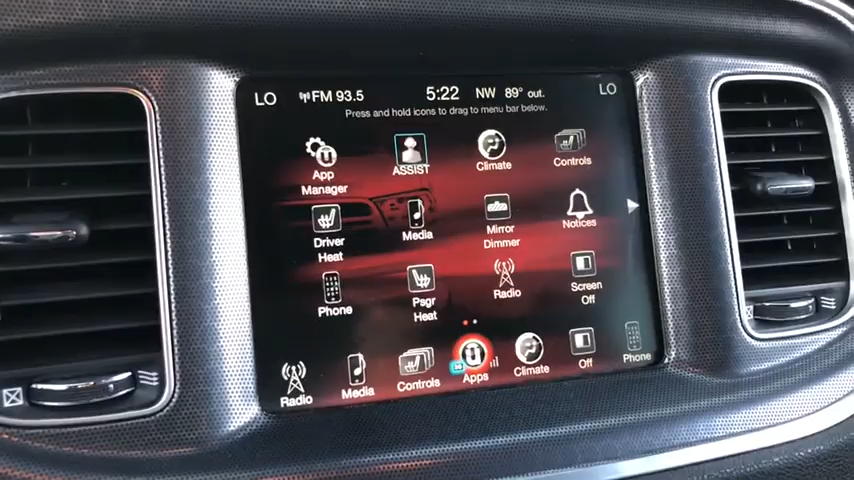 LO FM 93.5 5:22 NW 89° out. LO
Press and hold icons to drag to menu bar below.
App Manager
ASSIST
Climate
Controls
Driver Heat
Media
Mirror Dimmer
Notices
Phone
Psgr Heat
Radio
Screen Off
Radio
Media
Controls
Apps
Climate
Off
Phone